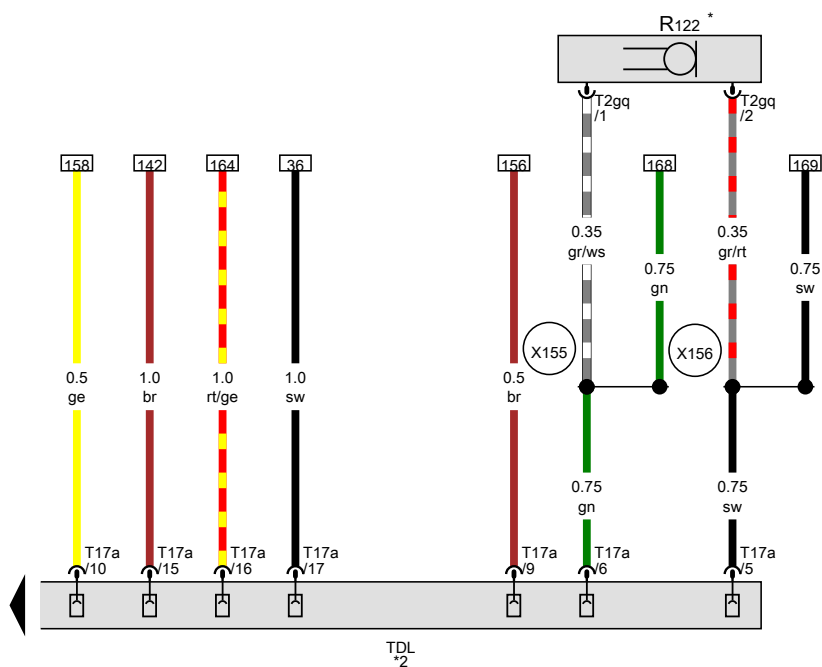 R122 *
T2gq
/1
T2gq
/2
158
142
164
36
156
168
169
0.35
gr/ws
0.35
gr/rt
0.75
gn
0.75
sw
X155
X156
0.5
ge
1.0
br
1.0
rt/ge
1.0
sw
0.5
br
0.75
gn
0.75
sw
T17a
/10
T17a
/15
T17a
/16
T17a
/17
T17a
/9
T17a
/6
T17a
/5
TDL
*2